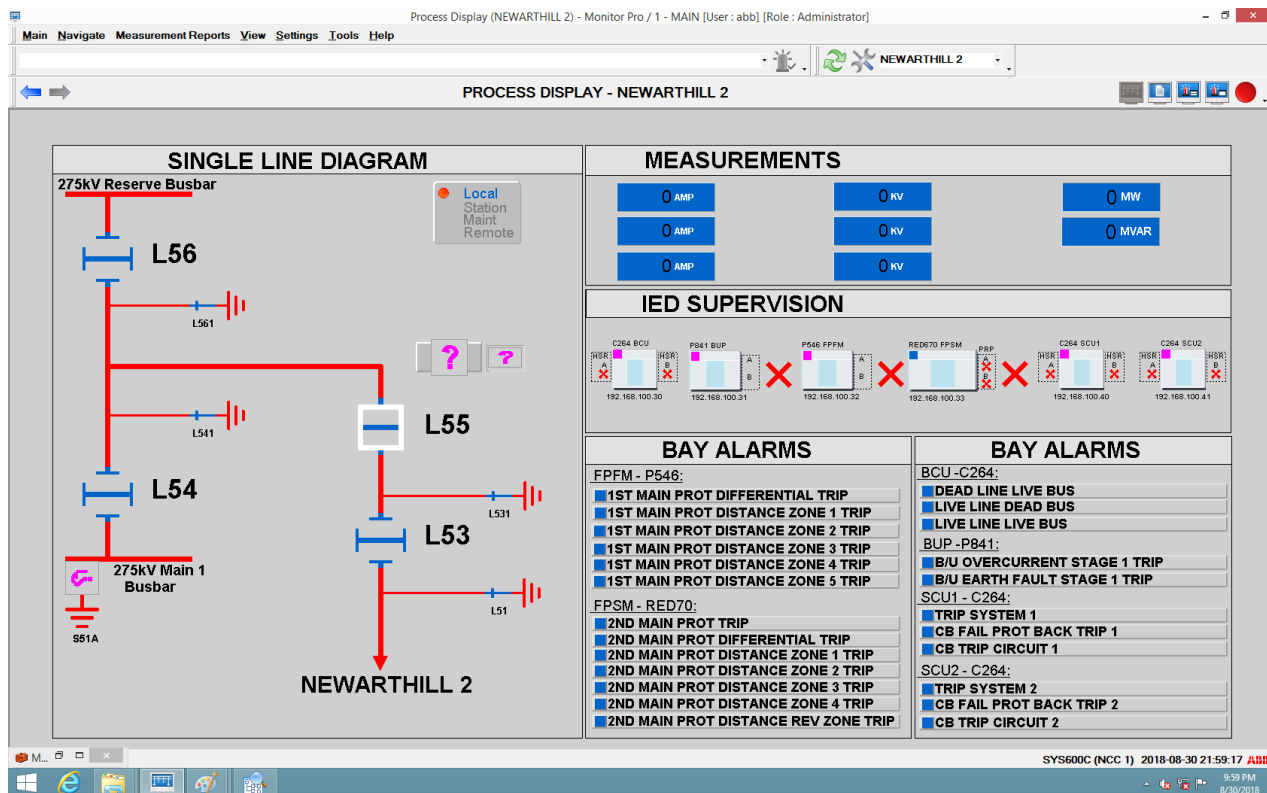 Process Display (NEWARTHILL 2) - Monitor Pro / 1 - MAIN [User : abb] [Role : Administrator]
Main Navigate Measurement Reports View Settings Tools Help
NEWARTHILL 2
PROCESS DISPLAY - NEWARTHILL 2
SINGLE LINE DIAGRAM
275kV Reserve Busbar
Local
Station
Maint
Remote
L56
L561
?
?
L541
L55
L54
L531
L53
275kV Main 1
Busbar
L51
S51A
NEWARTHILL 2
MEASUREMENTS
0 AMP 0 KV 0 MW
0 AMP 0 KV 0 MVAR
0 AMP 0 KV
IED SUPERVISION
C264 BCU P841 BUP P546 FPFM RED670 FPSM PRP C264 SCU1 C264 SCU2
HSR A HSR B A B A B A B HSR A HSR B HSR A HSR B
192.168.100.30 192.168.100.31 192.168.100.32 192.168.100.33 192.168.100.40 192.168.100.41
BAY ALARMS
FPFM - P546:
1ST MAIN PROT DIFFERENTIAL TRIP
1ST MAIN PROT DISTANCE ZONE 1 TRIP
1ST MAIN PROT DISTANCE ZONE 2 TRIP
1ST MAIN PROT DISTANCE ZONE 3 TRIP
1ST MAIN PROT DISTANCE ZONE 4 TRIP
1ST MAIN PROT DISTANCE ZONE 5 TRIP
FPSM - RED70:
2ND MAIN PROT TRIP
2ND MAIN PROT DIFFERENTIAL TRIP
2ND MAIN PROT DISTANCE ZONE 1 TRIP
2ND MAIN PROT DISTANCE ZONE 2 TRIP
2ND MAIN PROT DISTANCE ZONE 3 TRIP
2ND MAIN PROT DISTANCE ZONE 4 TRIP
2ND MAIN PROT DISTANCE REV ZONE TRIP
BAY ALARMS
BCU -C264:
DEAD LINE LIVE BUS
LIVE LINE DEAD BUS
LIVE LINE LIVE BUS
BUP -P841:
B/U OVERCURRENT STAGE 1 TRIP
B/U EARTH FAULT STAGE 1 TRIP
SCU1 - C264:
TRIP SYSTEM 1
CB FAIL PROT BACK TRIP 1
CB TRIP CIRCUIT 1
SCU2 - C264:
TRIP SYSTEM 2
CB FAIL PROT BACK TRIP 2
CB TRIP CIRCUIT 2
M...
SYS600C (NCC 1) 2018-08-30 21:59:17 ABB
9:59 PM
8/30/2018